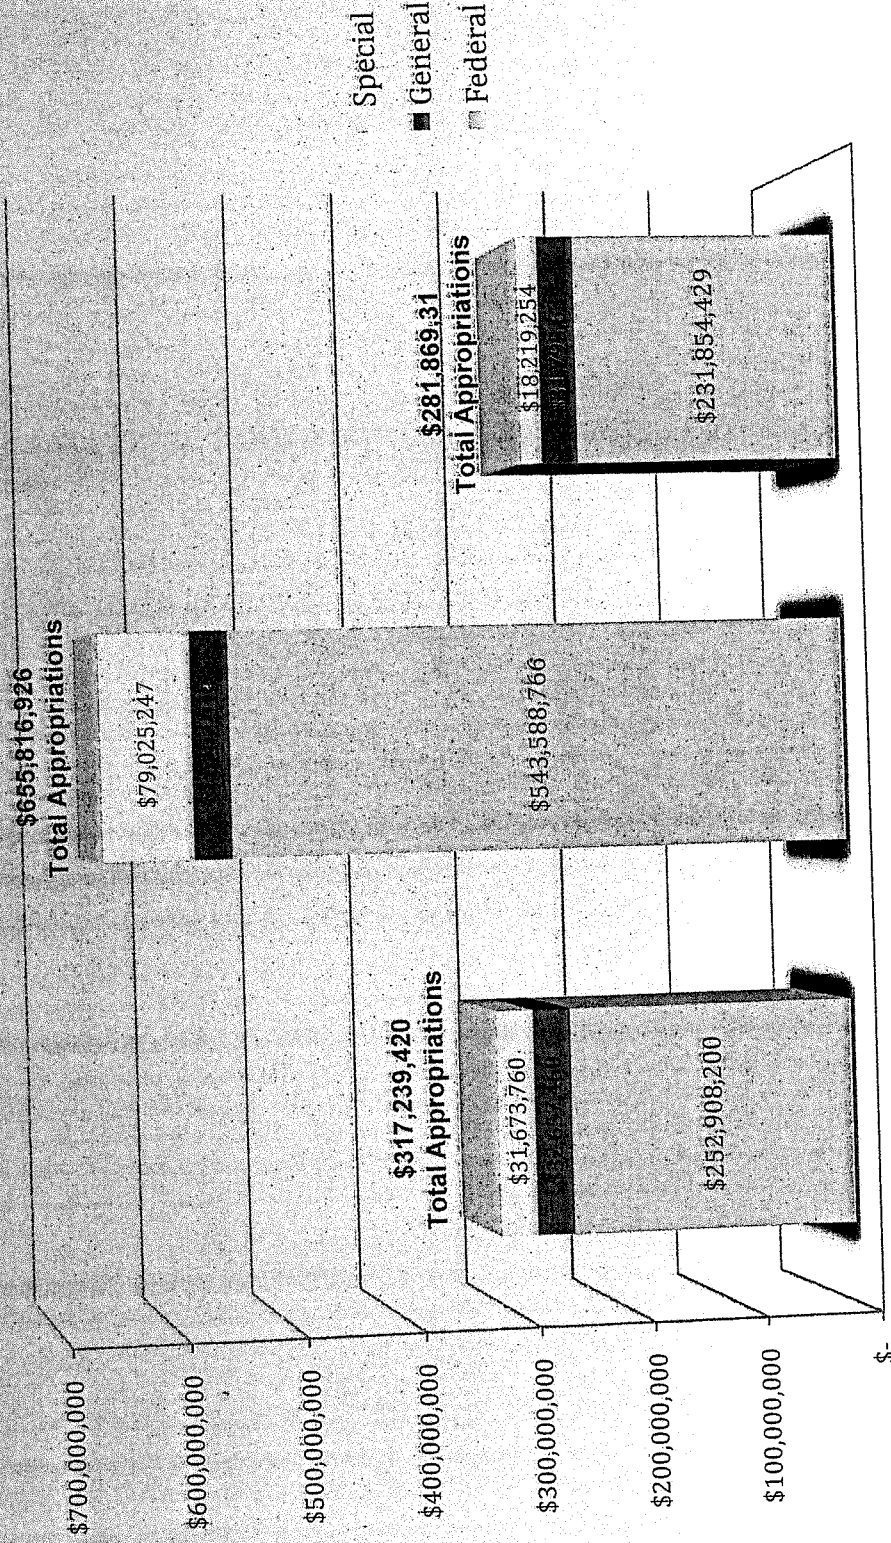 $700,000,000
$600,000,000
$500,000,000
$400,000,000
$300,000,000
$200,000,000
$100,000,000
$-
$317,239,420
Total Appropriations
$31,673,760
$252,908,200
$655,816,926
Total Appropriations
$79,025,247
$543,588,766
$281,869,31
Total Appropriations
$18,219,254
$231,854,429
Special
General
Federal